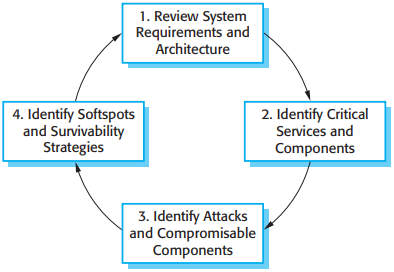 1. Review System
Requirements and
Architecture
2. Identify Critical
Services and
Components
3. Identify Attacks
and Compromisable
Components
4. Identify Softspots
and Survivability
Strategies